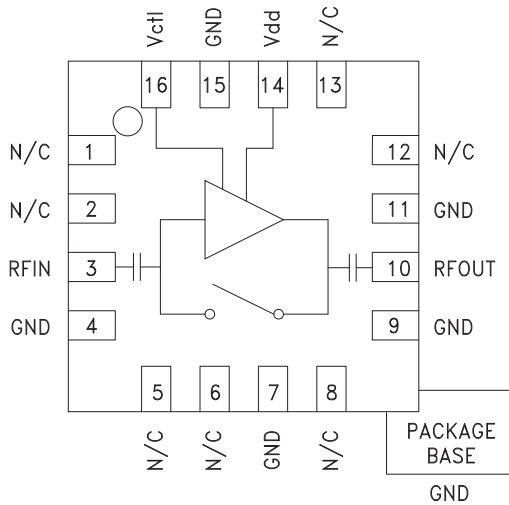 Vctl
GND
Vdd
N/C
16
15
14
13
N/C
1
12
N/C
N/C
2
11
GND
RFIN
3
10
RFOUT
GND
4
9
GND
5
6
7
8
N/C
N/C
GND
N/C
PACKAGE
BASE
GND